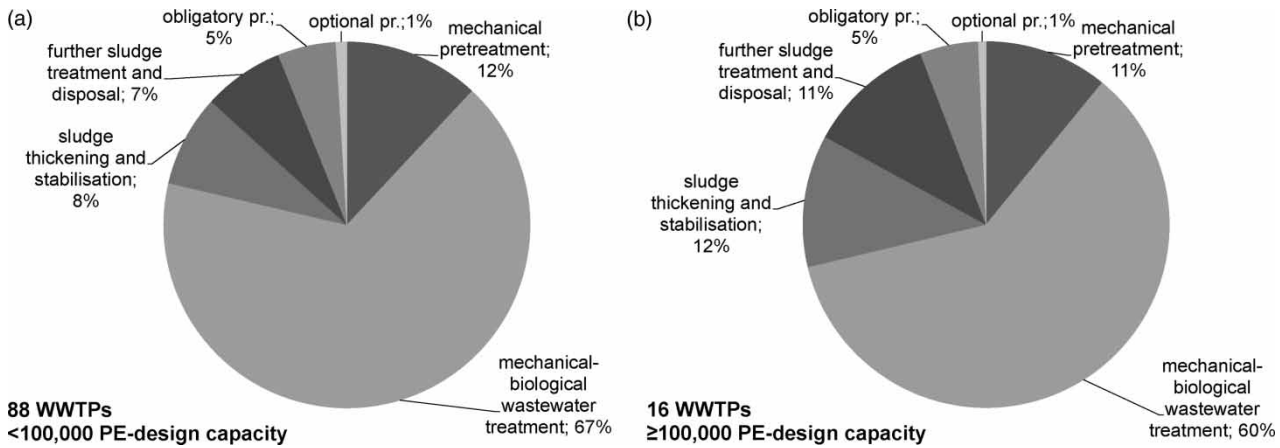 (a)
obligatory pr.;
5%
optional pr.;1%
mechanical
pretreatment;
12%
further sludge
treatment and
disposal; 7%
sludge
thickening and
stabilisation;
8%
mechanical-
biological
wastewater
treatment; 67%
88 WWTPs
<100,000 PE-design capacity
(b)
obligatory pr.;
5%
optional pr.;1%
mechanical
pretreatment;
11%
further sludge
treatment and
disposal; 11%
sludge
thickening and
stabilisation;
12%
mechanical-
biological
wastewater
treatment; 60%
16 WWTPs
≥100,000 PE-design capacity